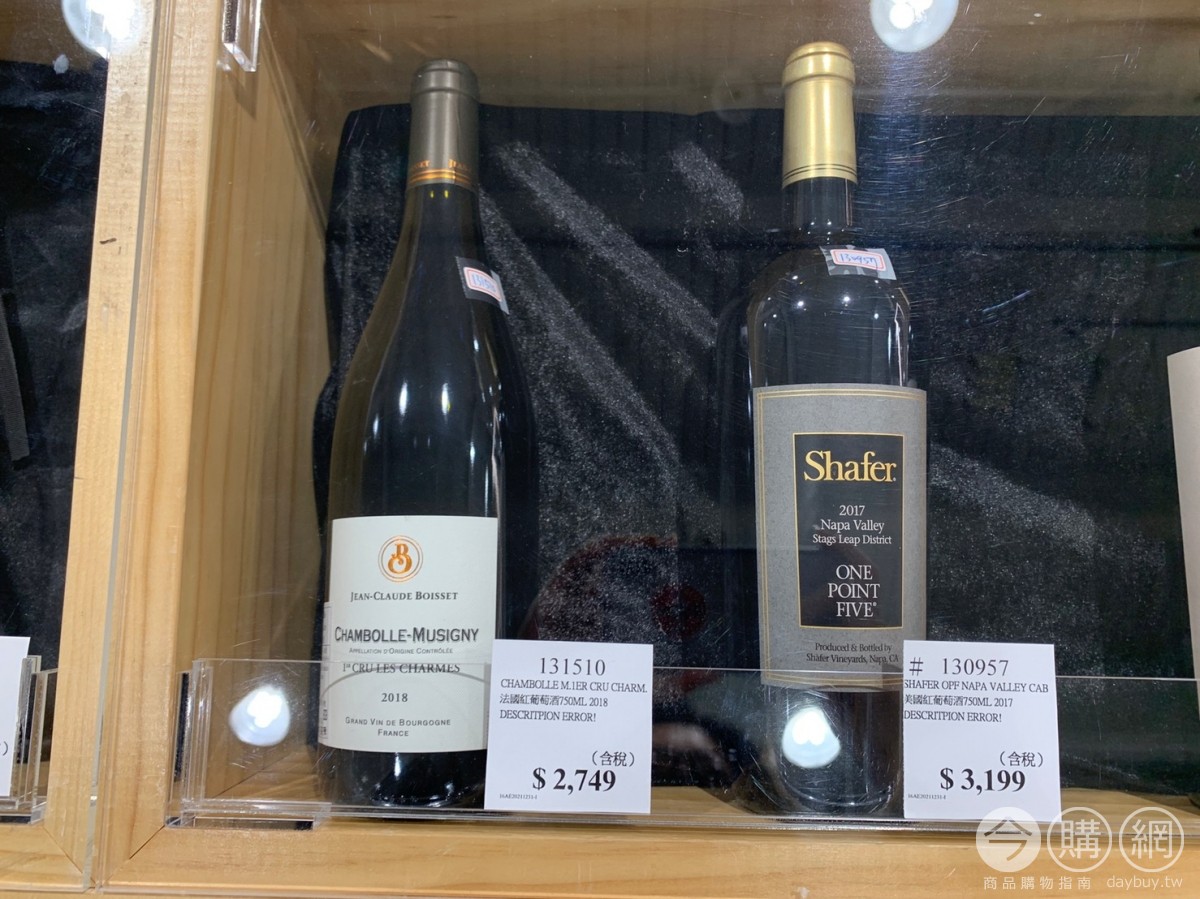 JEAN-CLAUDE BOISSET
CHAMBOLLE-MUSIGNY
APPELLATION D'ORIGINE CONTRÔLÉE
1er CRU LES CHARMES
2018
GRAND VIN DE BOURGOGNE
FRANCE
131510
CHAMBOLLE M.1ER CRU CHARM.
法國紅葡萄酒750ML 2018
DESCRITPION ERROR!
(含稅)
$ 2,749
130957
Shafer®
2017
Napa Valley
Stags Leap District
ONE
POINT
FIVE®
Produced & Bottled by
Shafer Vineyards, Napa, CA
# 130957
SHAFER OPF NAPA VALLEY CAB
美國紅葡萄酒750ML 2017
DESCRITPION ERROR!
(含稅)
$ 3,199
今購網
商品購物指南 daybuy.tw